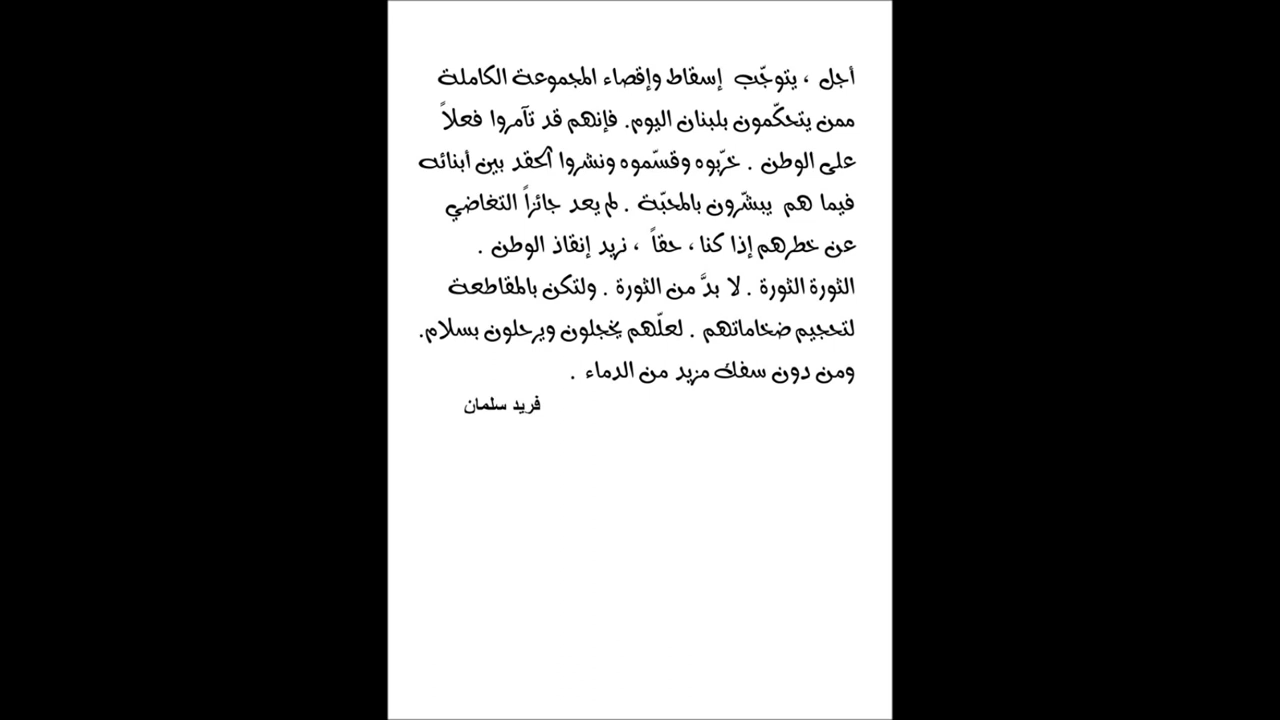 أجل ، يتوجّب إسقاط وإقصاء المجموعة الكاملة
ممن يتحكّمون بلبنان اليوم. فإنهم قد تآمروا فعلاً
على الوطن . خرّبوه وقسّموه ونشروا الحقد بين أبنائه
فيما هم يبشّرون بالمحبّة . لم يعد جائزاً التغاضي
عن خطرهم إذا كنا ، حقاً ، نريد إنقاذ الوطن .
الثورة الثورة . لا بدَّ من الثورة . ولتكن بالمقاطعة
لتحجيم ضخاماتهم . لعلّهم يخجلون ويرحلون بسلام.
ومن دون سفك مزيد من الدماء .
فريد سلمان